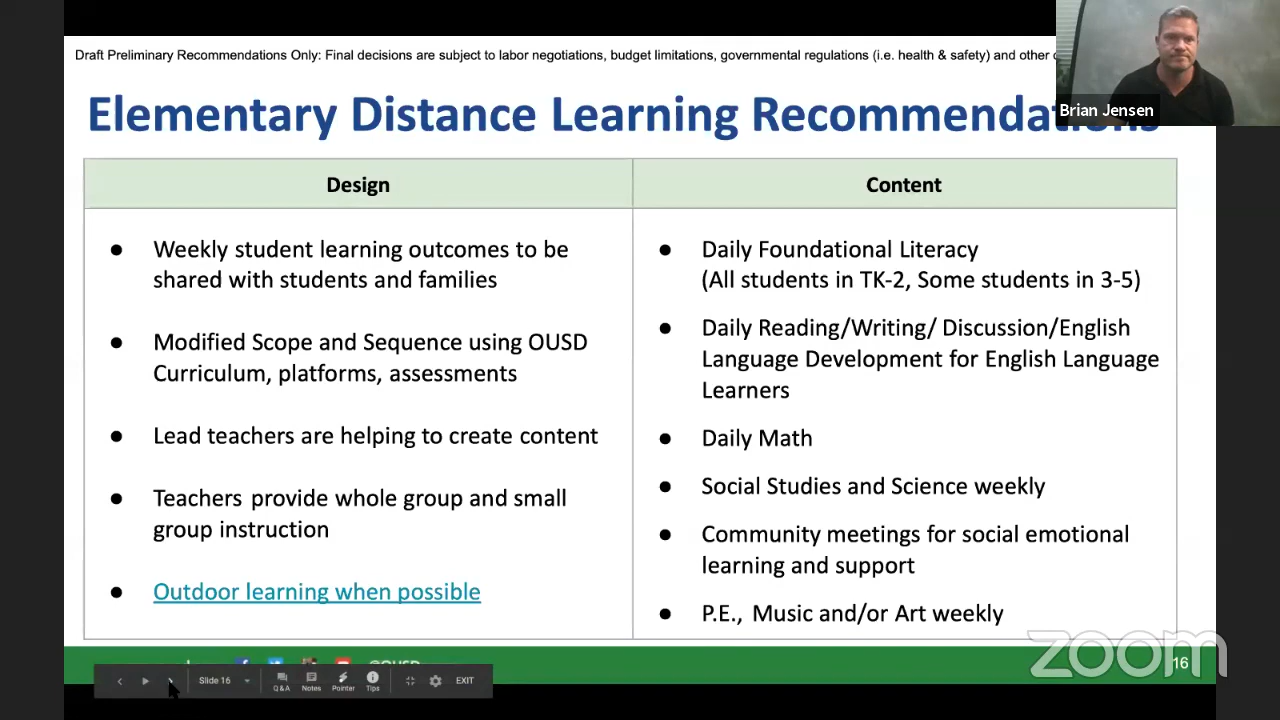 Draft Preliminary Recommendations Only: Final decisions are subject to labor negotiations, budget limitations, governmental regulations (i.e. health & safety) and other
Brian Jensen
Elementary Distance Learning Recommendations
Design
Content
● Weekly student learning outcomes to be
shared with students and families
● Modified Scope and Sequence using OUSD
Curriculum, platforms, assessments
● Lead teachers are helping to create content
● Teachers provide whole group and small
group instruction
● Outdoor learning when possible
● Daily Foundational Literacy
(All students in TK-2, Some students in 3-5)
● Daily Reading/Writing/ Discussion/English
Language Development for English Language
Learners
● Daily Math
● Social Studies and Science weekly
● Community meetings for social emotional
learning and support
● P.E., Music and/or Art weekly
zoom
16
@OUSD
Slide 16
Q&A
Notes
Pointer
Tips
EXIT